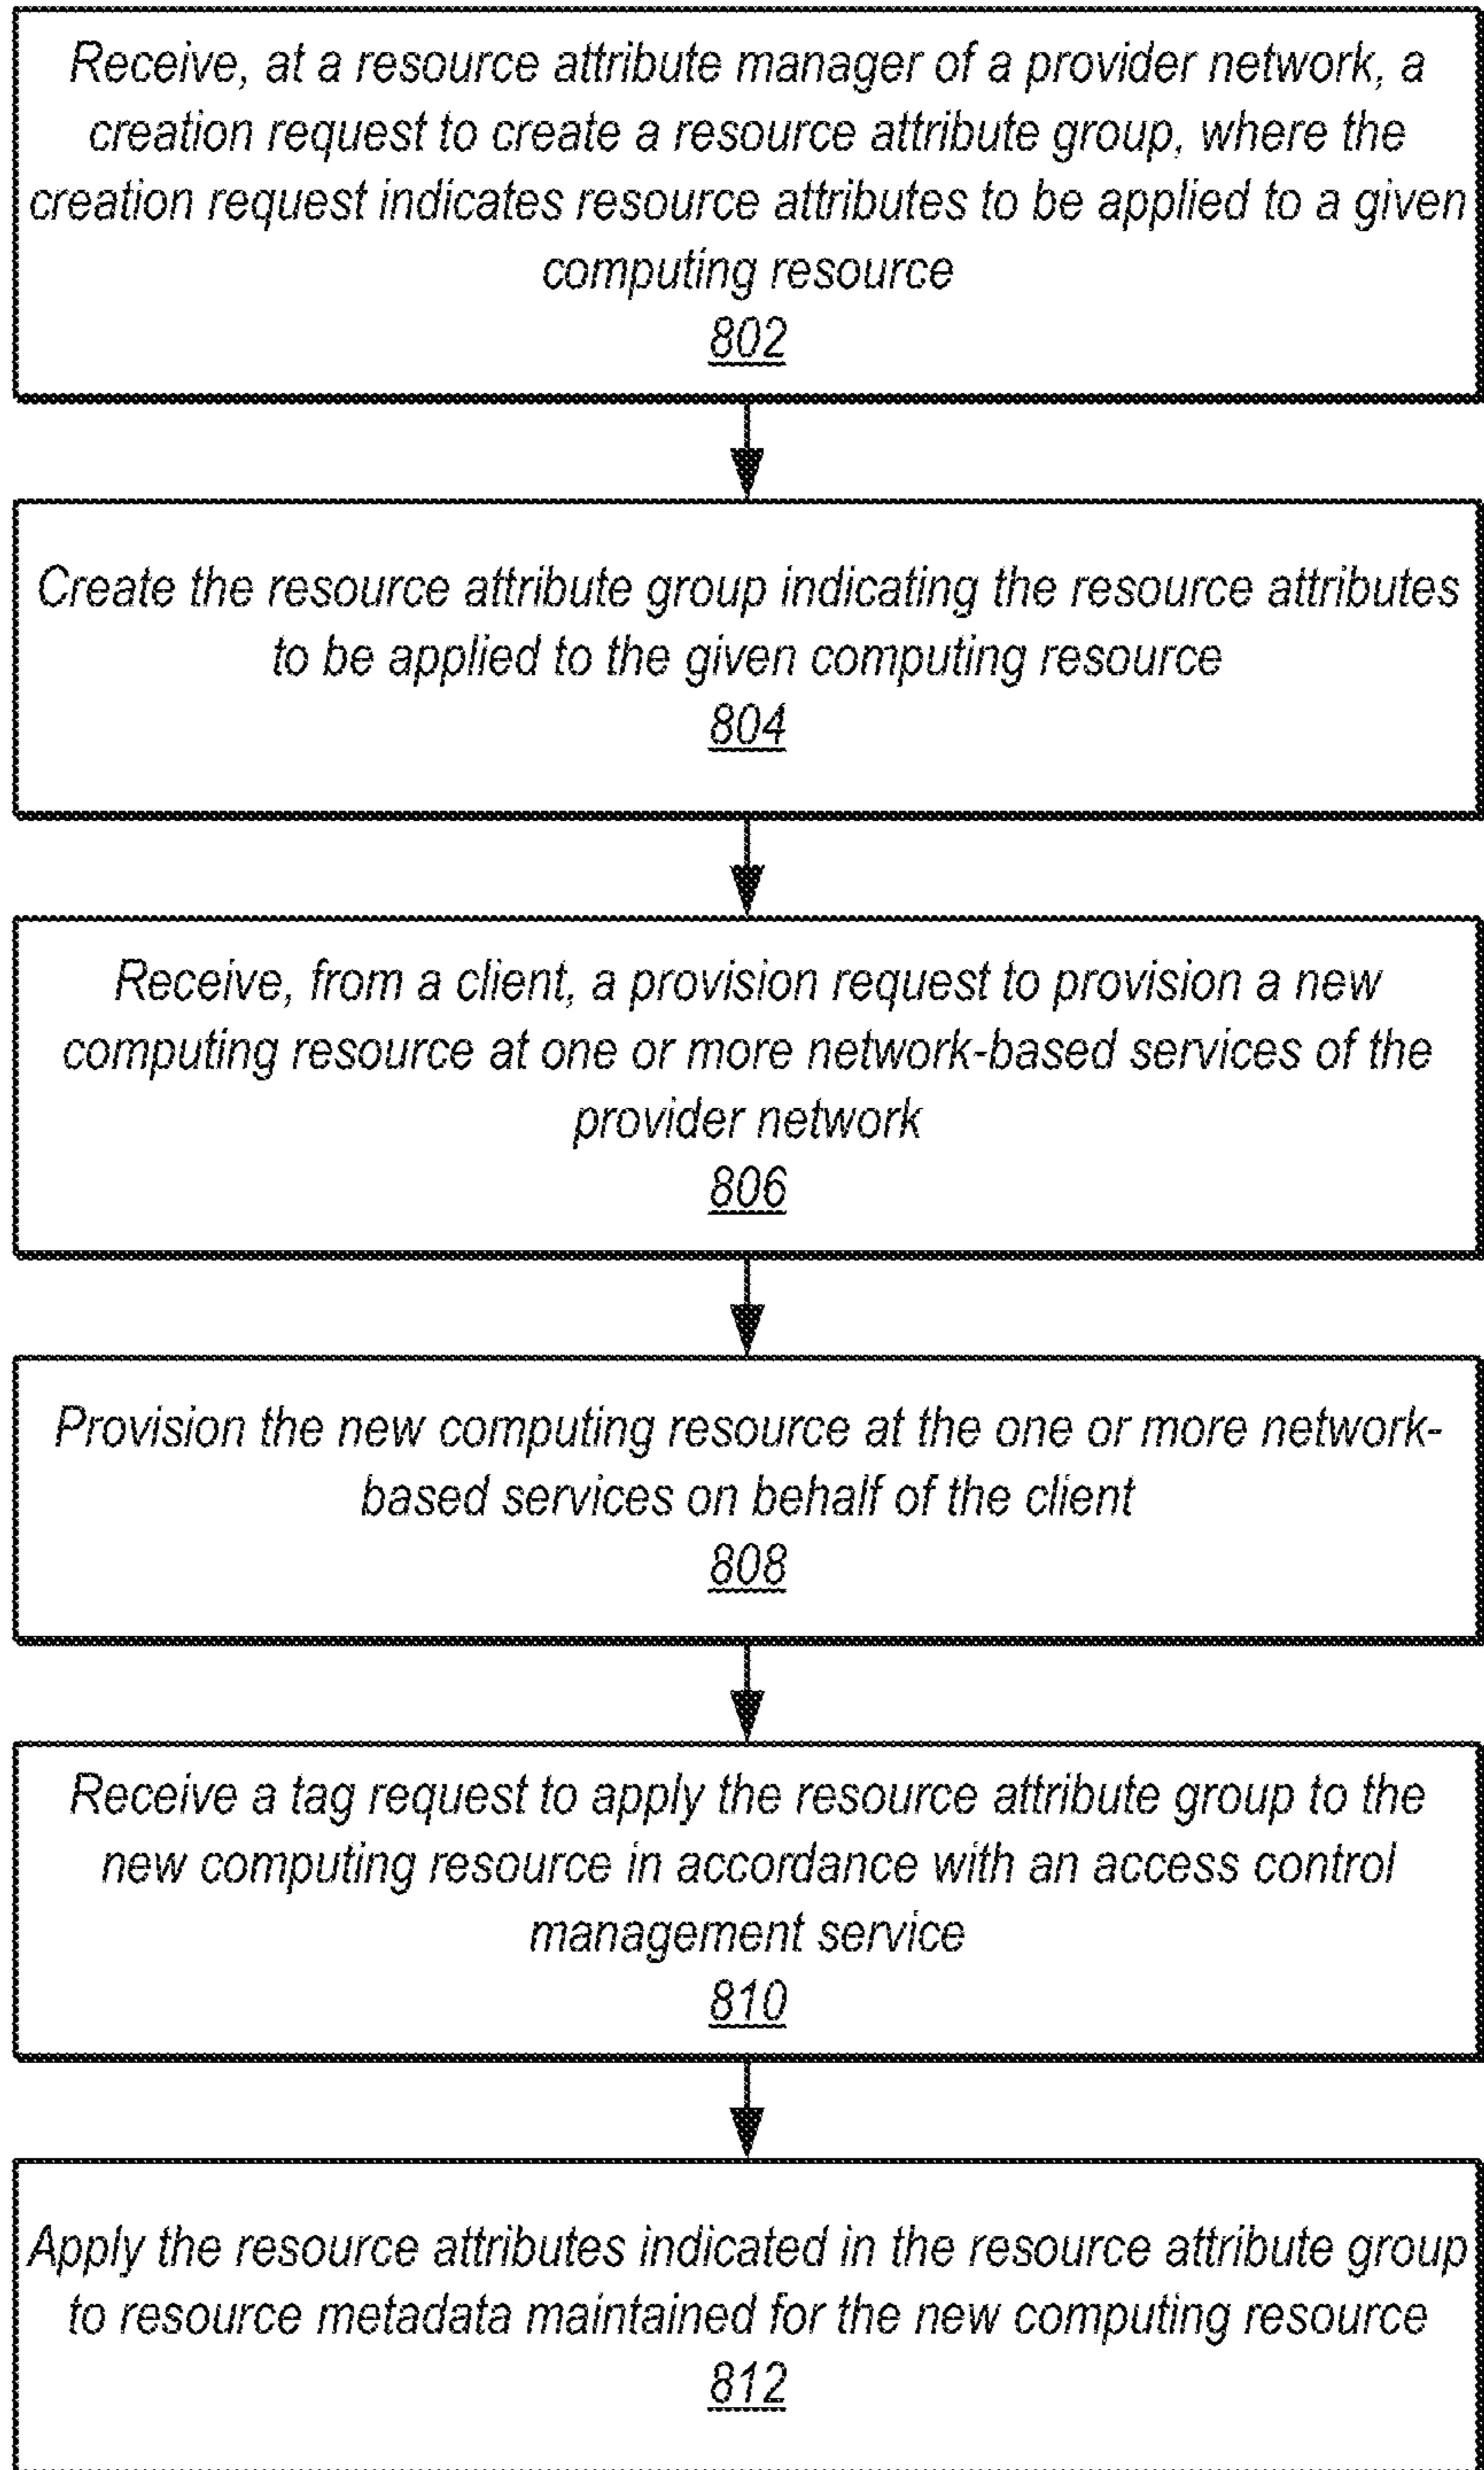 Receive, at a resource attribute manager of a provider network, a
creation request to create a resource attribute group, where the
creation request indicates resource attributes to be applied to a given
computing resource
802
Create the resource attribute group indicating the resource attributes
to be applied to the given computing resource
804
Receive, from a client, a provision request to provision a new
computing resource at one or more network-based services of the
provider network
806
Provision the new computing resource at the one or more network-
based services on behalf of the client
808
Receive a tag request to apply the resource attribute group to the
new computing resource in accordance with an access control
management service
810
Apply the resource attributes indicated in the resource attribute group
to resource metadata maintained for the new computing resource
812